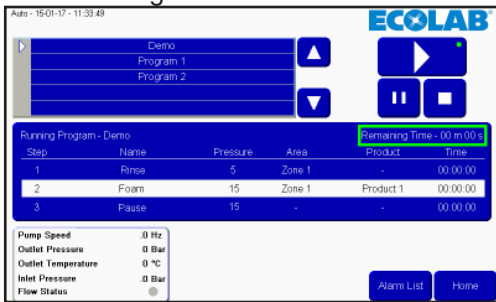 Auto - 15-01-17 - 11:33:49
ECOLAB
Demo
Program 1
Program 2
Running Program - Demo Remaining Time - 00 m 00 s
Step Name Pressure Area Product Time
1 Rinse 5 Zone 1 - 00:00:00
2 Foam 15 Zone 1 Product 1 00:00:00
3 Pause 15 - - 00:00:00
Pump Speed .0 Hz
Outlet Pressure 0 Bar
Outlet Temperature 0 °C
Inlet Pressure .0 Bar
Flow Status
Alarm List Home